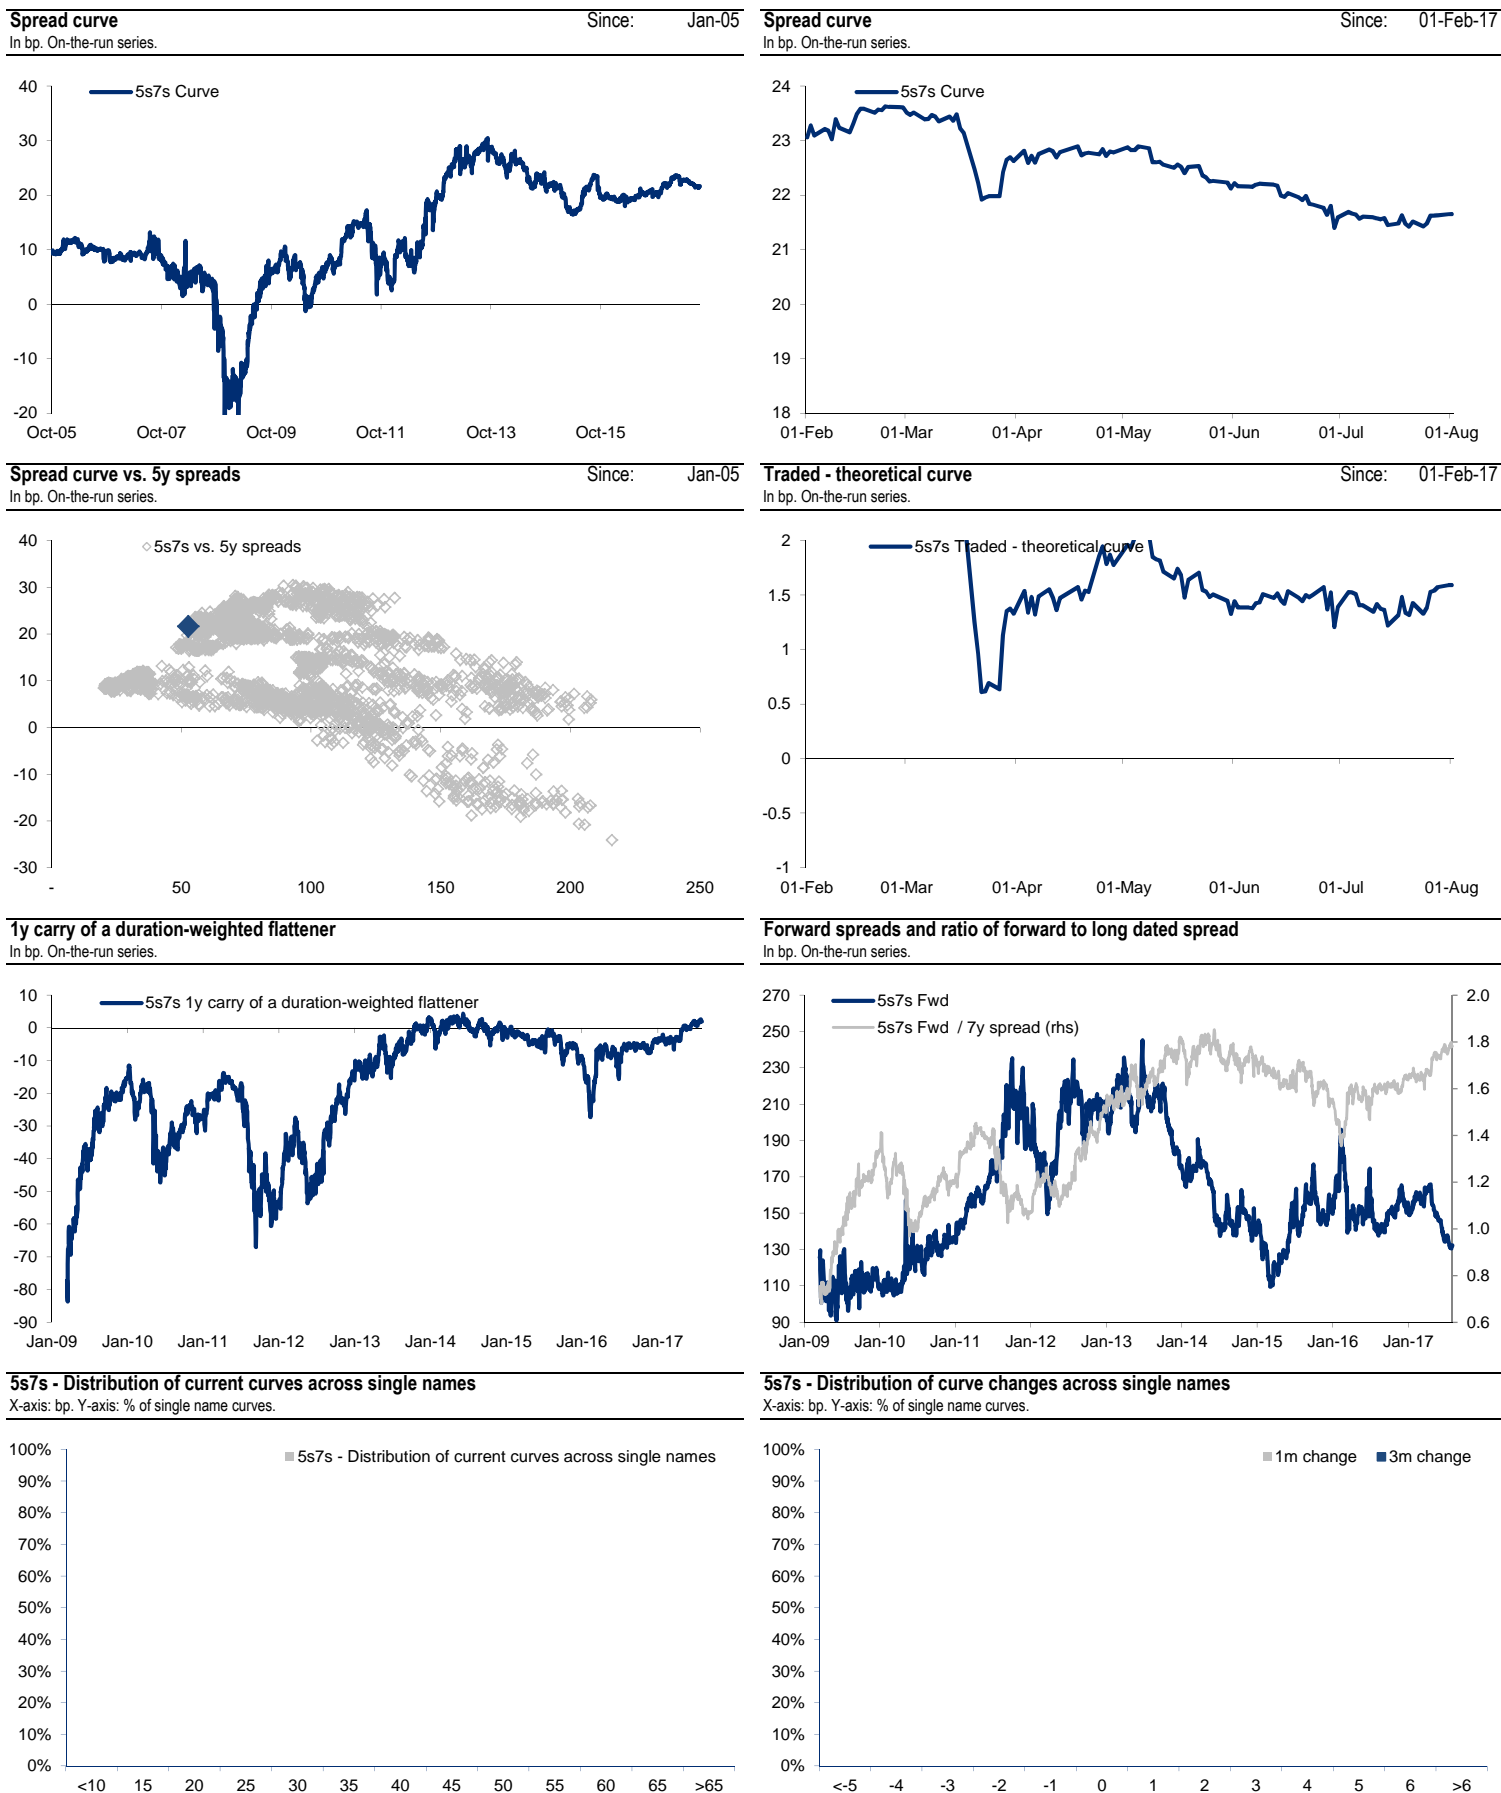 Spread curve Since: Jan-05
In bp. On-the-run series.
40
30
20
10
0
-10
-20
5s7s Curve
Oct-05 Oct-07 Oct-09 Oct-11 Oct-13 Oct-15
Spread curve Since: 01-Feb-17
In bp. On-the-run series.
24
23
22
21
20
19
18
5s7s Curve
01-Feb 01-Mar 01-Apr 01-May 01-Jun 01-Jul 01-Aug
Spread curve vs. 5y spreads Since: Jan-05
In bp. On-the-run series.
40
30
20
10
0
-10
-20
-30
5s7s vs. 5y spreads
- 50 100 150 200 250
Traded - theoretical curve Since: 01-Feb-17
In bp. On-the-run series.
2
1.5
1
0.5
0
-0.5
-1
5s7s Traded - theoretical curve
01-Feb 01-Mar 01-Apr 01-May 01-Jun 01-Jul 01-Aug
1y carry of a duration-weighted flattener
In bp. On-the-run series.
10
0
-10
-20
-30
-40
-50
-60
-70
-80
-90
5s7s 1y carry of a duration-weighted flattener
Jan-09 Jan-10 Jan-11 Jan-12 Jan-13 Jan-14 Jan-15 Jan-16 Jan-17
Forward spreads and ratio of forward to long dated spread
In bp. On-the-run series.
270
250
230
210
190
170
150
130
110
90
5s7s Fwd
5s7s Fwd / 7y spread (rhs)
2.0
1.8
1.6
1.4
1.2
1.0
0.8
0.6
Jan-09 Jan-10 Jan-11 Jan-12 Jan-13 Jan-14 Jan-15 Jan-16 Jan-17
5s7s - Distribution of current curves across single names
X-axis: bp. Y-axis: % of single name curves.
100%
90%
80%
70%
60%
50%
40%
30%
20%
10%
0%
5s7s - Distribution of current curves across single names
<10 15 20 25 30 35 40 45 50 55 60 65 >65
5s7s - Distribution of curve changes across single names
X-axis: bp. Y-axis: % of single name curves.
100%
90%
80%
70%
60%
50%
40%
30%
20%
10%
0%
1m change 3m change
<-5 -4 -3 -2 -1 0 1 2 3 4 5 6 >6